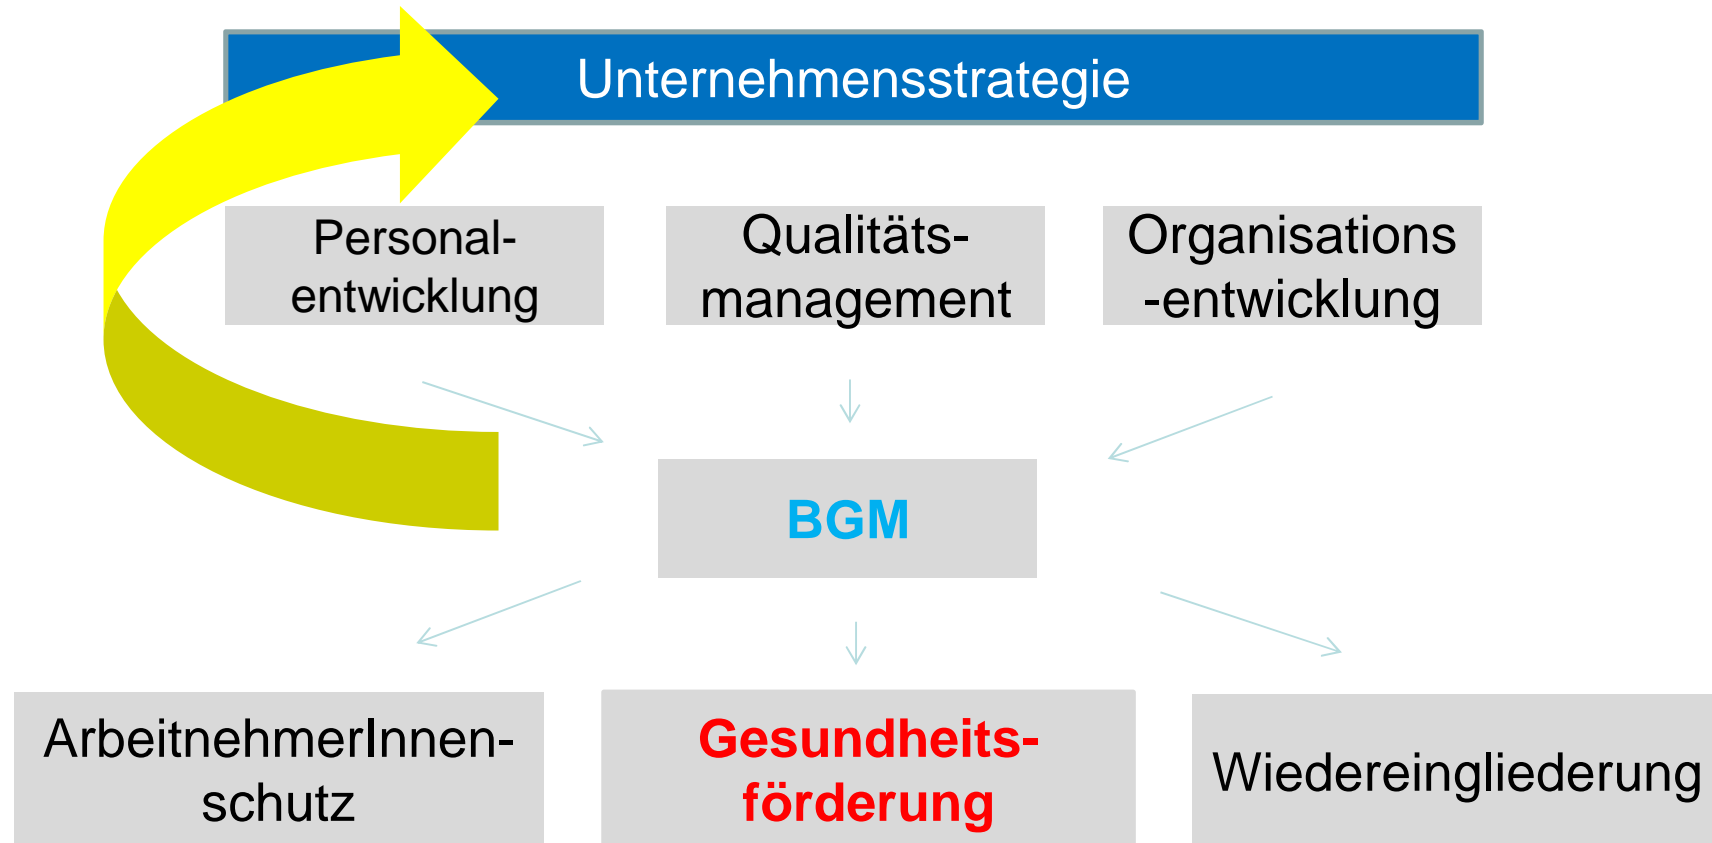 Unternehmensstrategie
Personal-
entwicklung
Qualitäts-
management
Organisations
-entwicklung
BGM
ArbeitnehmerInnen-
schutz
Gesundheits-
förderung
Wiedereingliederung